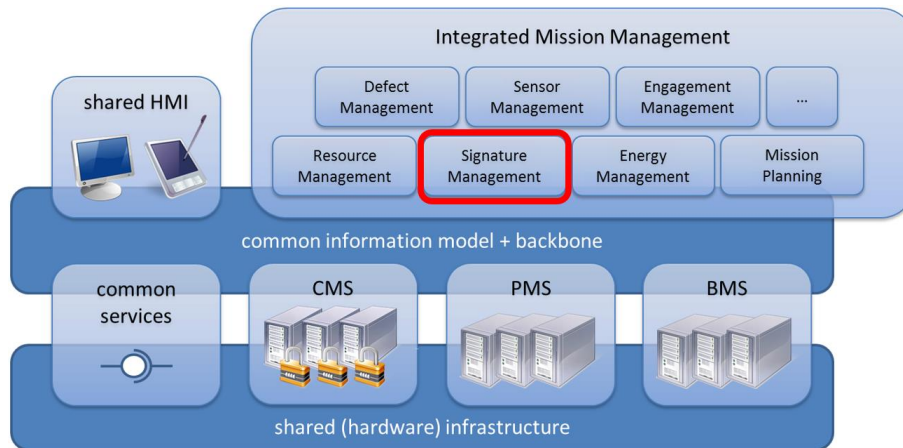 Integrated Mission Management
shared HMI
Defect
Management
Sensor
Management
Engagement
Management
...
Resource
Management
Signature
Management
Energy
Management
Mission
Planning
common information model + backbone
common
services
CMS
PMS
BMS
shared (hardware) infrastructure